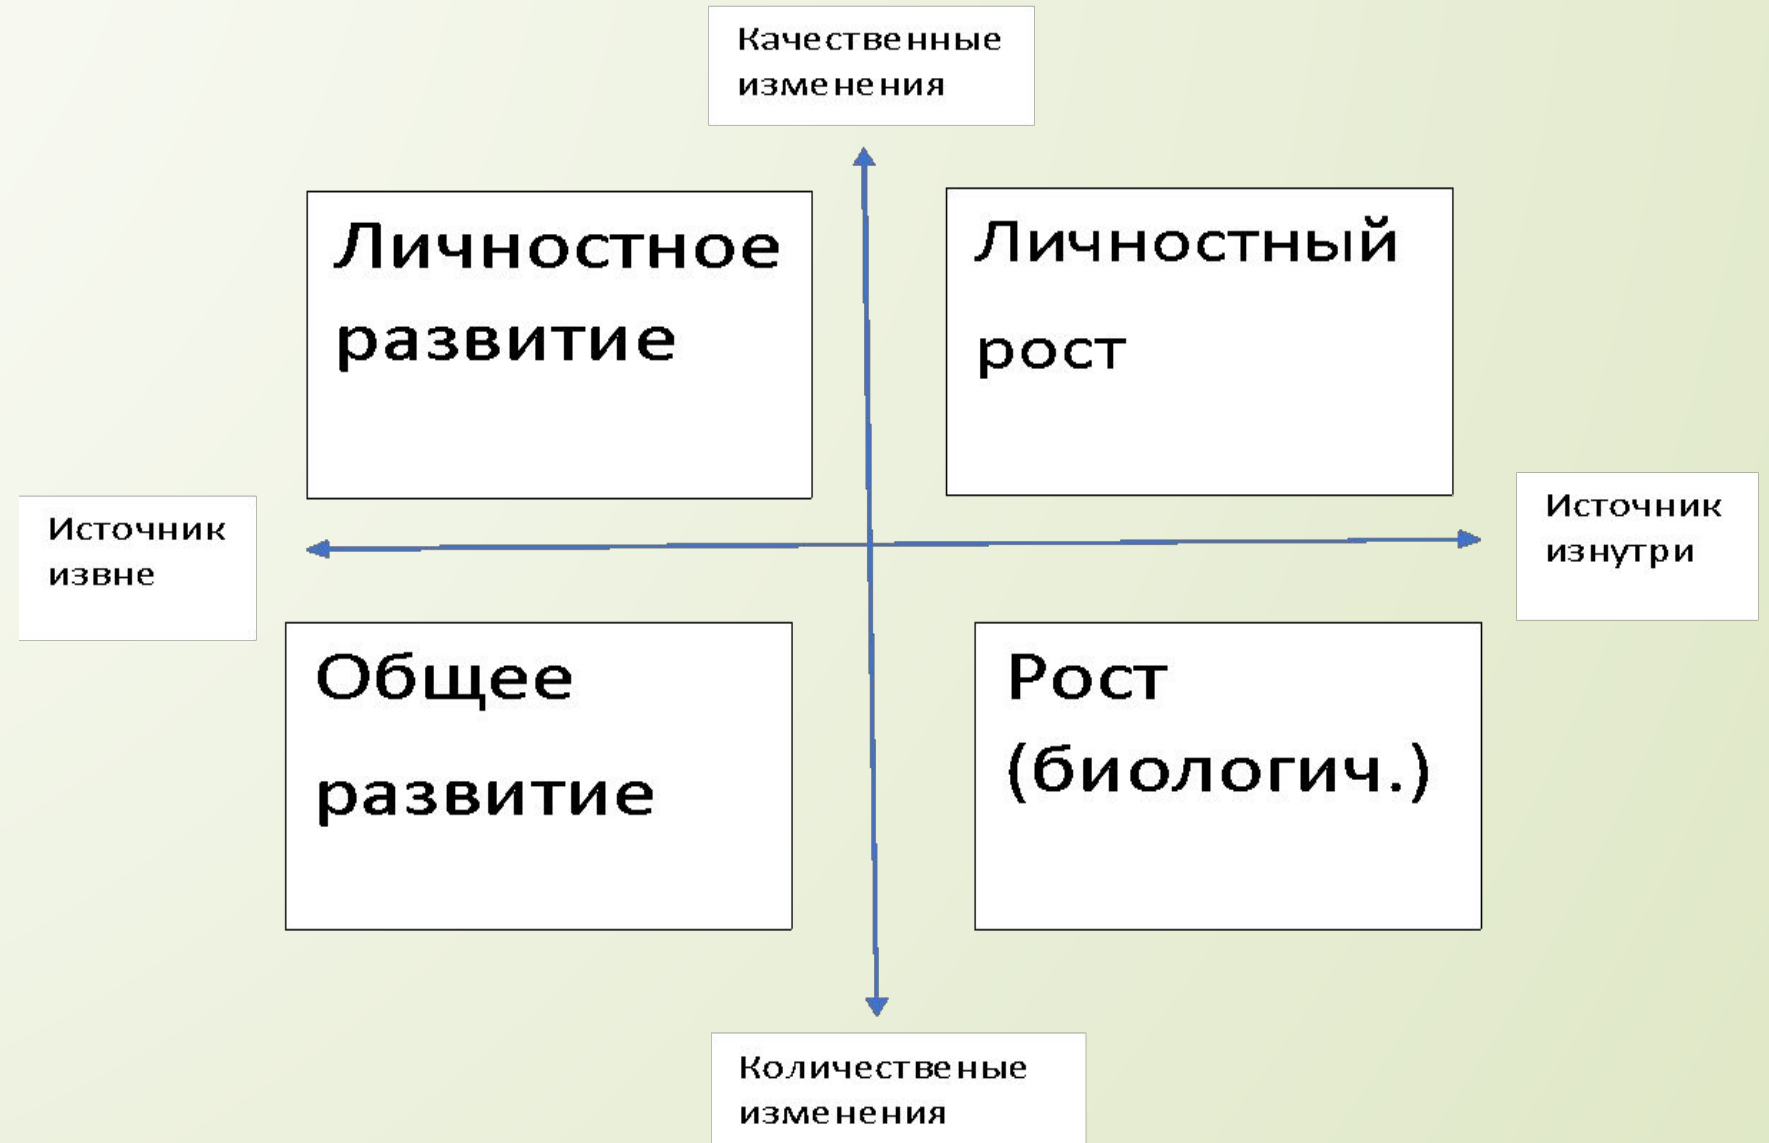 Качественные
изменения
Личностное
развитие
Личностный
рост
Источник
извне
Источник
изнутри
Общее
развитие
Рост
(биологич.)
Количественые
изменения